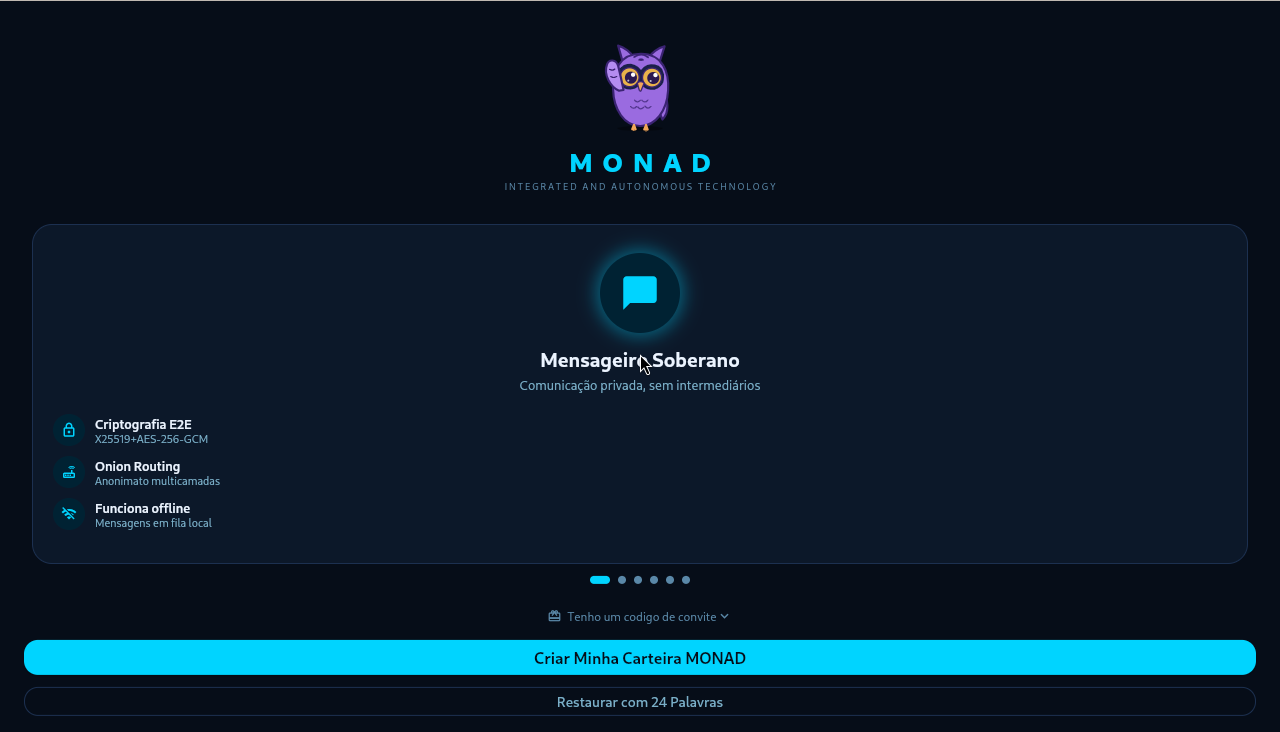 MONAD
INTEGRATED AND AUTONOMOUS TECHNOLOGY
Mensageiro Soberano
Comunicação privada, sem intermediários
Criptografia E2E
X25519+AES-256-GCM
Onion Routing
Anonimato multicamadas
Funciona offline
Mensagens em fila local
Tenho um codigo de convite
Criar Minha Carteira MONAD
Restaurar com 24 Palavras